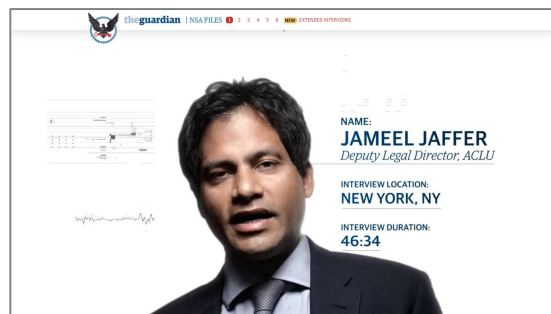 theguardian | NSA FILES 1 2 3 4 5 6 NEW: EXTENDED INTERVIEWS
NAME:
JAMEEL JAFFER
Deputy Legal Director, ACLU
INTERVIEW LOCATION:
NEW YORK, NY
INTERVIEW DURATION:
46:34